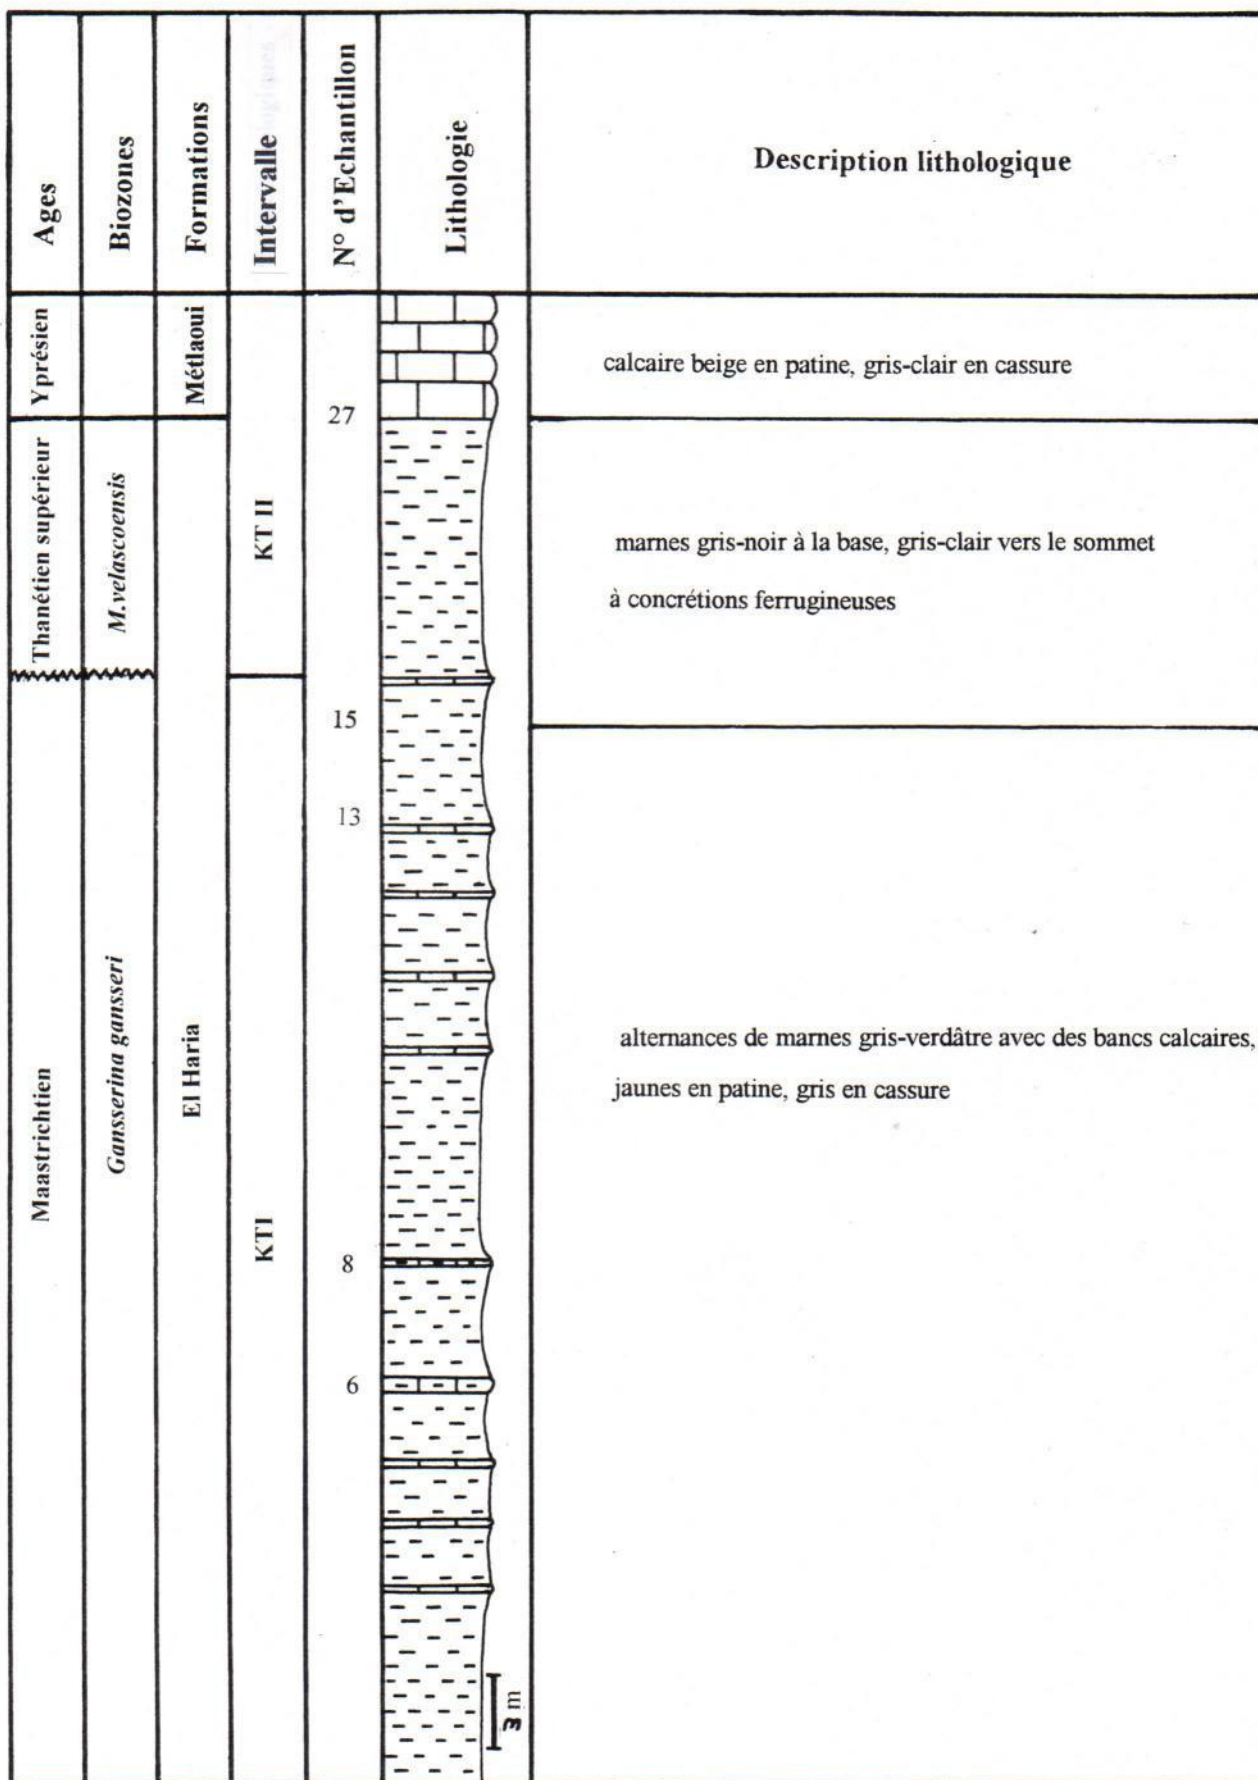 Ages
Biozones
Formations
Intervalle
N° d'Echantillon
Lithologie
Description lithologique
Yprésien
Métlaoui
27
calcaire beige en patine, gris-clair en cassure
Thanétien supérieur
M.velascoensis
KT II
marnes gris-noir à la base, gris-clair vers le sommet
à concrétions ferrugineuses
15
13
Maastrichtien
Gansserina gansseri
El Haria
KTI
alternances de marnes gris-verdâtre avec des bancs calcaires,
jaunes en patine, gris en cassure
8
6
3 m